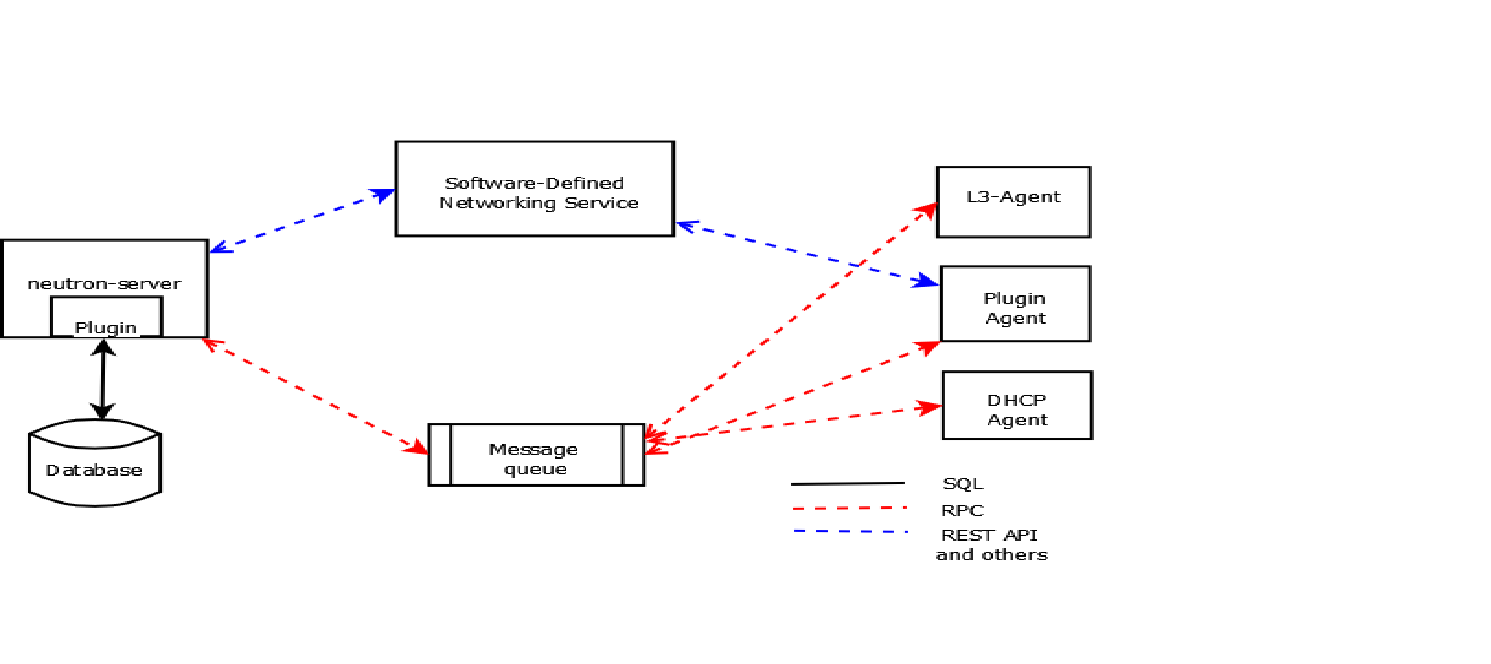 Software-Defined
Networking Service
L3-Agent
neutron-server
Plugin
Plugin
Agent
Database
Message
queue
DHCP
Agent
SQL
RPC
REST API
and others